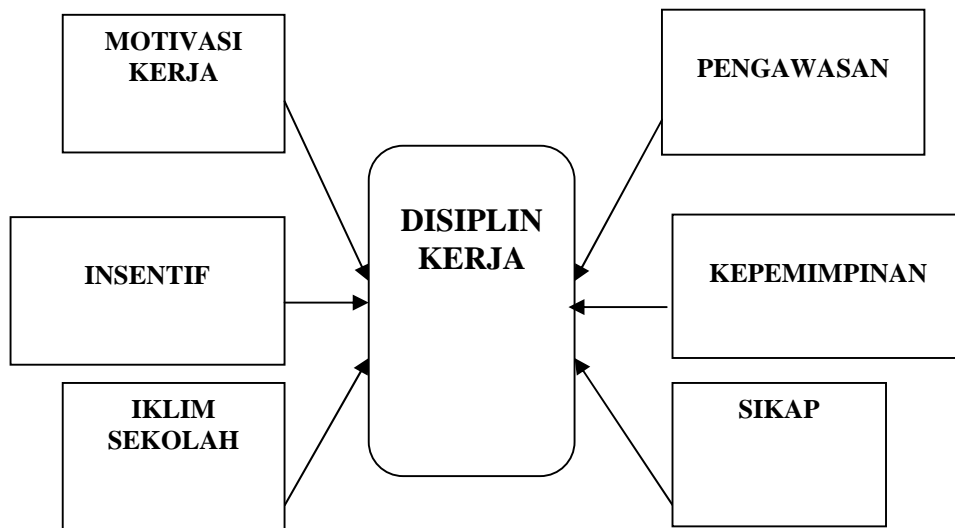 MOTIVASI
KERJA
PENGAWASAN
DISIPLIN
KERJA
INSENTIF
KEPEMIMPINAN
IKLIM
SEKOLAH
SIKAP